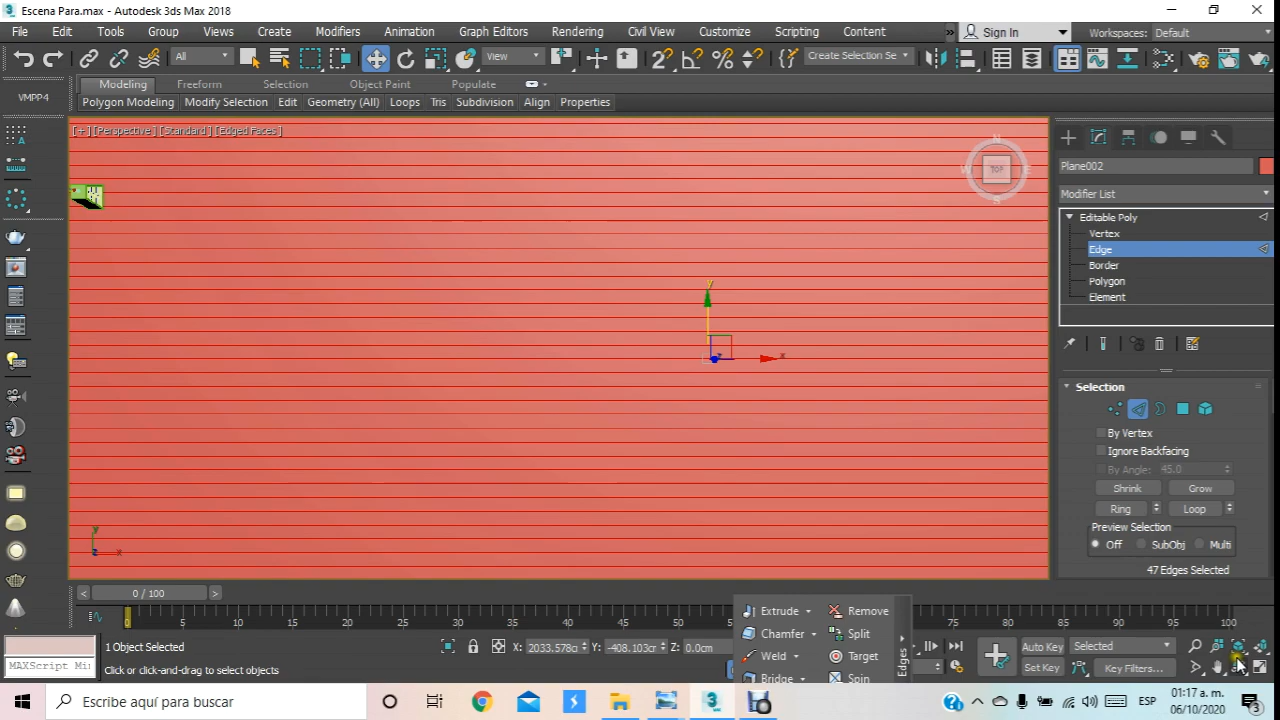 Escena Para.max - Autodesk 3ds Max 2018
File Edit Tools Group Views Create Modifiers Animation Graph Editors Rendering Civil View Customize Scripting Content » Sign In Workspaces: Default
All View Create Selection Se
Modeling Freeform Selection Object Paint Populate
VMPP4
Polygon Modeling Modify Selection Edit Geometry (All) Loops Tris Subdivision Align Properties
[+] [Perspective] [Standard] [Edged Faces]
N
W TOP E
S
Plane002
Modifier List
Editable Poly
Vertex
Edge
Border
Polygon
Element
y
x
Selection
By Vertex
Ignore Backfacing
By Angle: 45.0
Shrink Grow
Ring Loop
Preview Selection
Off SubObj Multi
47 Edges Selected
y
z x
< 0 / 100 >
0 5 10 15 20 25 30 35 40 45 50 75 80 85 90 95 100
Extrude Remove
Chamfer Split
Weld Target
Bridge Spin
Edges
MAXScript Mi
1 Object Selected
Click or click-and-drag to select objects
X: 2033.578cr Y: -408.103cr Z: 0.0cm
Auto Key Selected
Set Key Key Filters...
Escribe aquí para buscar
ESP
01:17 a. m.
06/10/2020
3